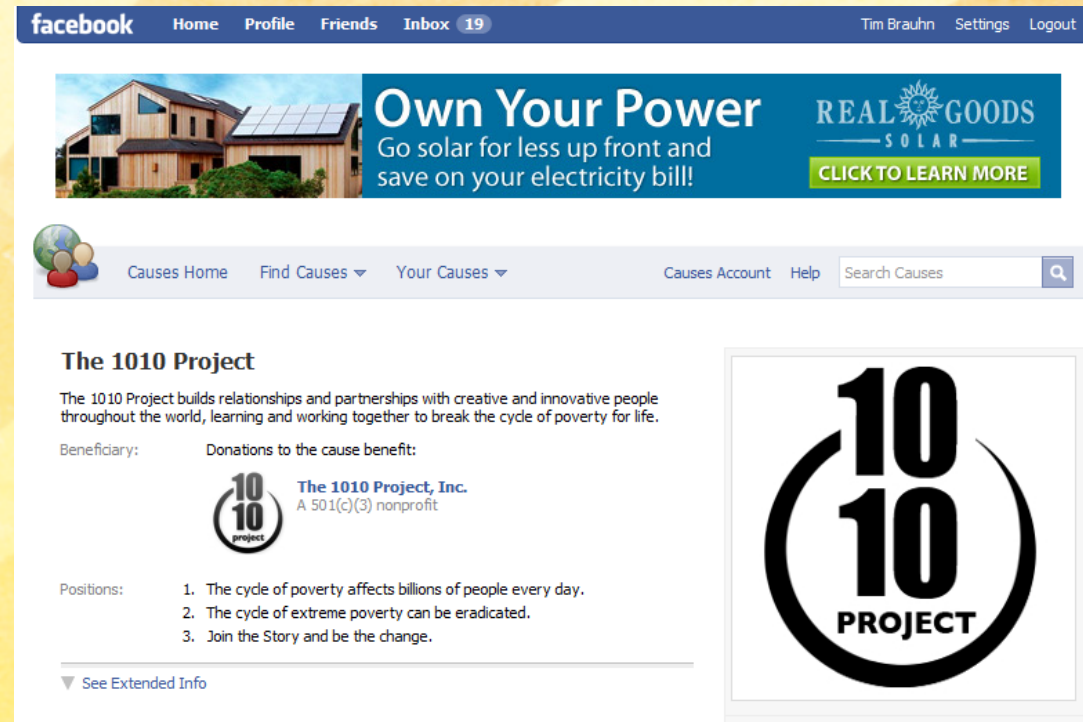 facebook Home Profile Friends Inbox 19 Tim Brauhn Settings Logout
Own Your Power
Go solar for less up front and
save on your electricity bill!
REAL GOODS
SOLAR
CLICK TO LEARN MORE
Causes Home Find Causes Your Causes Causes Account Help Search Causes
The 1010 Project
The 1010 Project builds relationships and partnerships with creative and innovative people
throughout the world, learning and working together to break the cycle of poverty for life.
Beneficiary: Donations to the cause benefit:
10
10
project
The 1010 Project, Inc.
A 501(c)(3) nonprofit
Positions: 1. The cycle of poverty affects billions of people every day.
2. The cycle of extreme poverty can be eradicated.
3. Join the Story and be the change.
See Extended Info
10
10
PROJECT